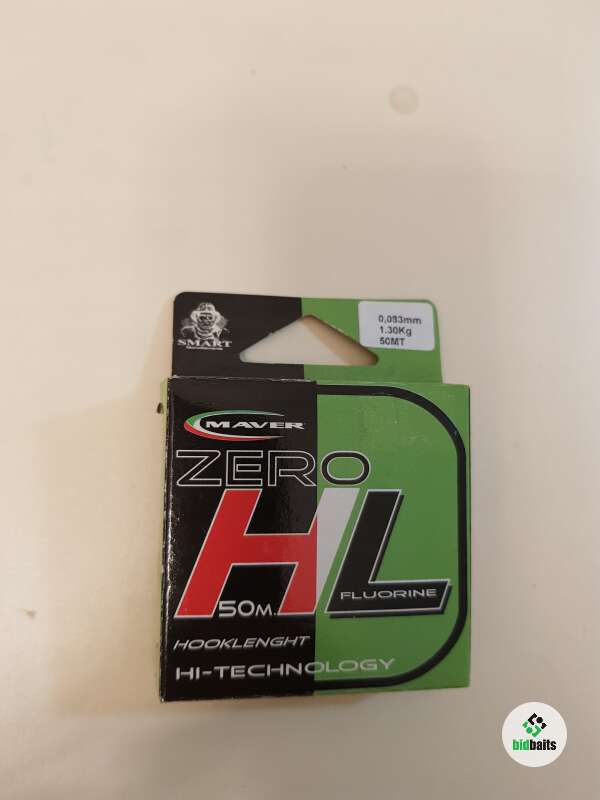 0,083mm
1.30Kg
50MT
SMART
MAVER
ZERO
HL
FLUORINE
50M.
HOOKLENGHT
HI-TECHNOLOGY
bidbaits